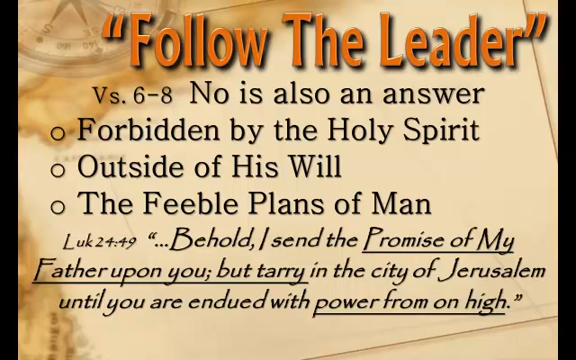 “Follow The Leader”
Vs. 6-8 No is also an answer
o Forbidden by the Holy Spirit
o Outside of His Will
o The Feeble Plans of Man
Luk 24:49 “...Behold, I send the Promise of My
Father upon you; but tarry in the city of Jerusalem
until you are endued with power from on high.”